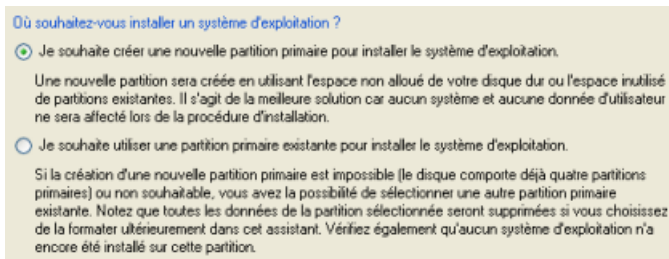 Où souhaitez-vous installer un système d'exploitation ?
Je souhaite créer une nouvelle partition primaire pour installer le système d'exploitation.
Une nouvelle partition sera créée en utilisant l'espace non alloué de votre disque dur ou l'espace inutilisé
de partitions existantes. Il s'agit de la meilleure solution car aucun système et aucune donnée d'utilisateur
ne sera affecté lors de la procédure d'installation.
Je souhaite utiliser une partition primaire existante pour installer le système d'exploitation.
Si la création d'une nouvelle partition primaire est impossible (le disque comporte déjà quatre partitions
primaires) ou non souhaitable, vous avez la possibilité de sélectionner une autre partition primaire
existante. Notez que toutes les données de la partition sélectionnée seront supprimées si vous choisissez
de la formater ultérieurement dans cet assistant. Vérifiez également qu'aucun système d'exploitation n'a
encore été installé sur cette partition.